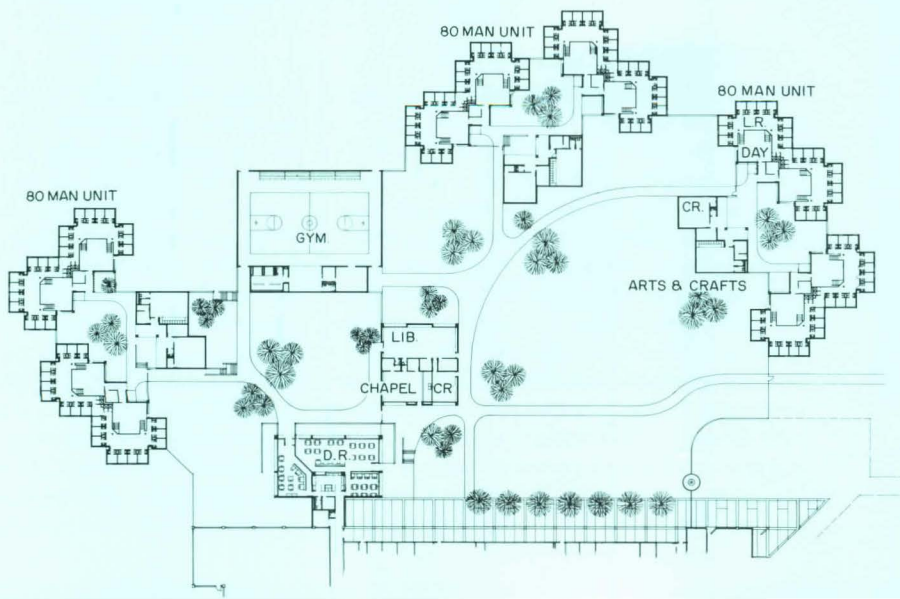 80 MAN UNIT
80 MAN UNIT
L.R.
DAY
80 MAN UNIT
CR.
GYM.
ARTS & CRAFTS
LIB.
CHAPEL
CR
D.R.